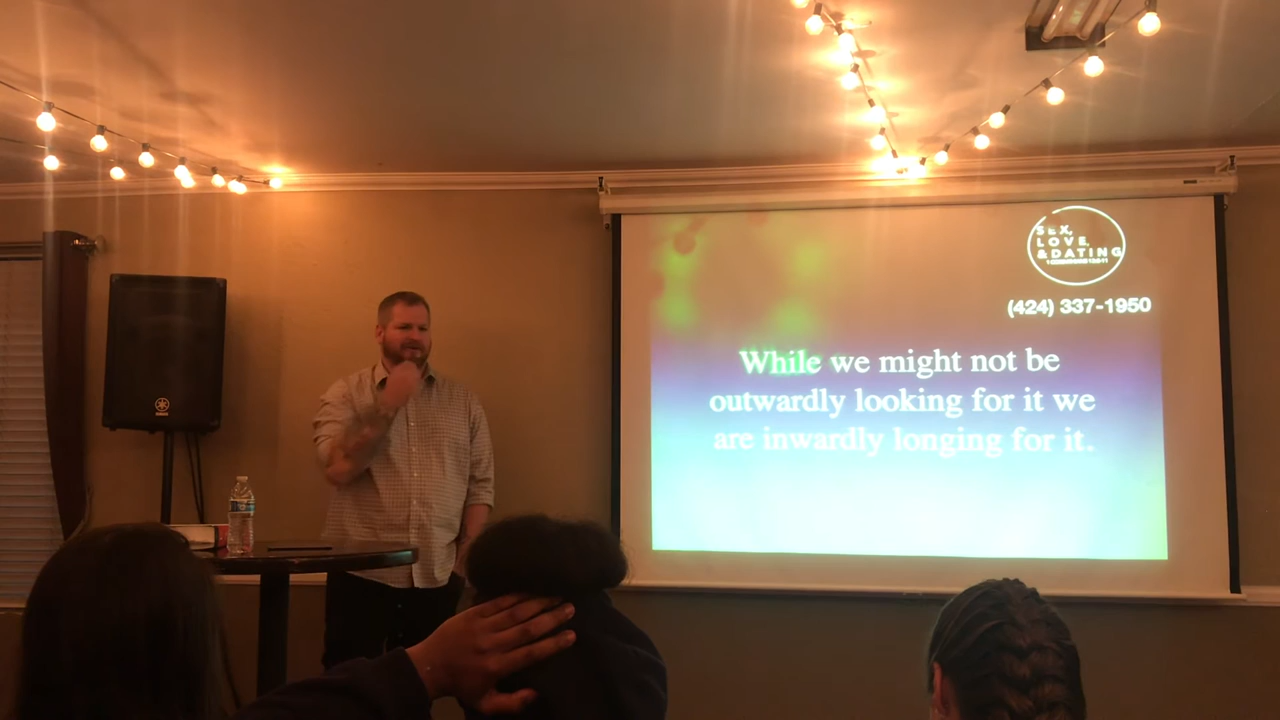 SEX,
LOVE,
& DATING
(424) 337-1950
While we might not be
outwardly looking for it we
are inwardly longing for it.
YAMAHA